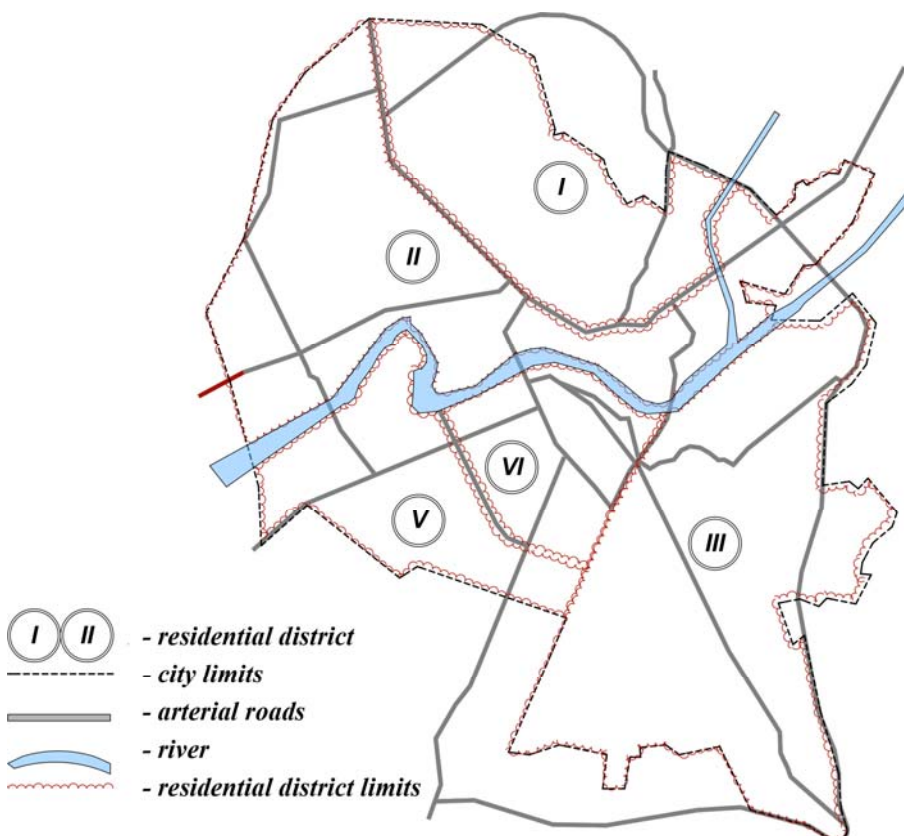 I
II
VI
V
III
I II - residential district
- city limits
- arterial roads
- river
- residential district limits